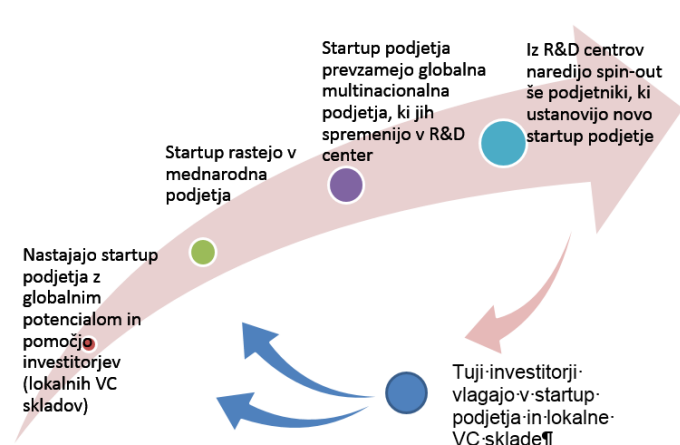 Nastajajo startup
podjetja z
globalnim
potencialom in
pomočjo
investitorjev
(lokalnih VC
skladov)
Startup rastejo v
mednarodna
podjetja
Startup podjetja
prevzamejo globalna
multinacionalna
podjetja, ki jih
spremenijo v R&D
center
Iz R&D centrov
naredijo spin-out
še podjetniki, ki
ustanovijo novo
startup podjetje
Tuji·investitorji·
vlagajo·v·startup·
podjetja·in·lokalne·
VC·sklade¶